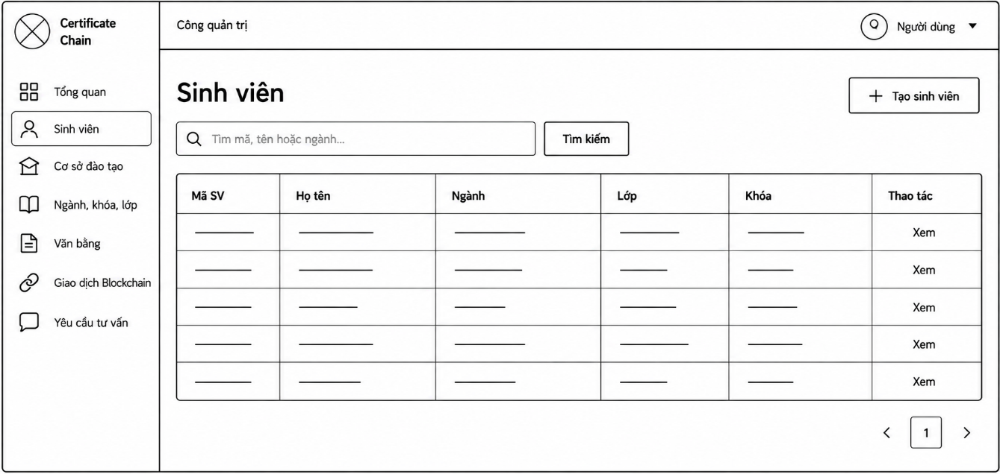 Certificate
Chain
Công quản trị
Người dùng
Tổng quan
Sinh viên
Cơ sở đào tạo
Ngành, khóa, lớp
Văn bằng
Giao dịch Blockchain
Yêu cầu tư vấn
Sinh viên
+ Tạo sinh viên
Tìm mã, tên hoặc ngành...
Tìm kiếm
Mã SV Họ tên Ngành Lớp Khóa Thao tác
Xem
Xem
Xem
Xem
Xem
1